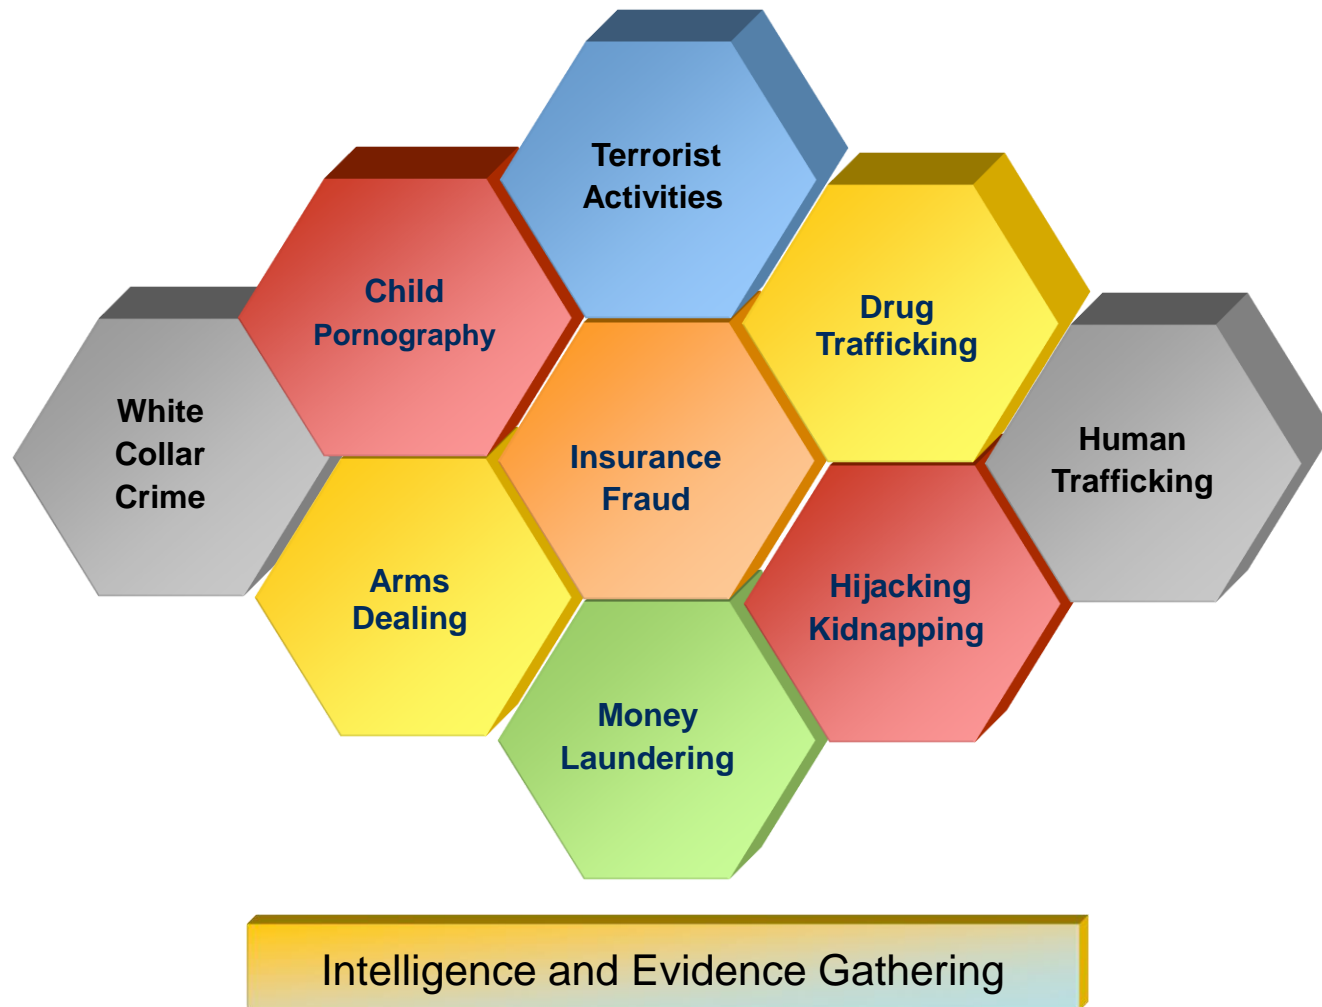 Terrorist
Activities
Child
Pornography
Drug
Trafficking
White
Collar
Crime
Insurance
Fraud
Human
Trafficking
Arms
Dealing
Hijacking
Kidnapping
Money
Laundering
Intelligence and Evidence Gathering